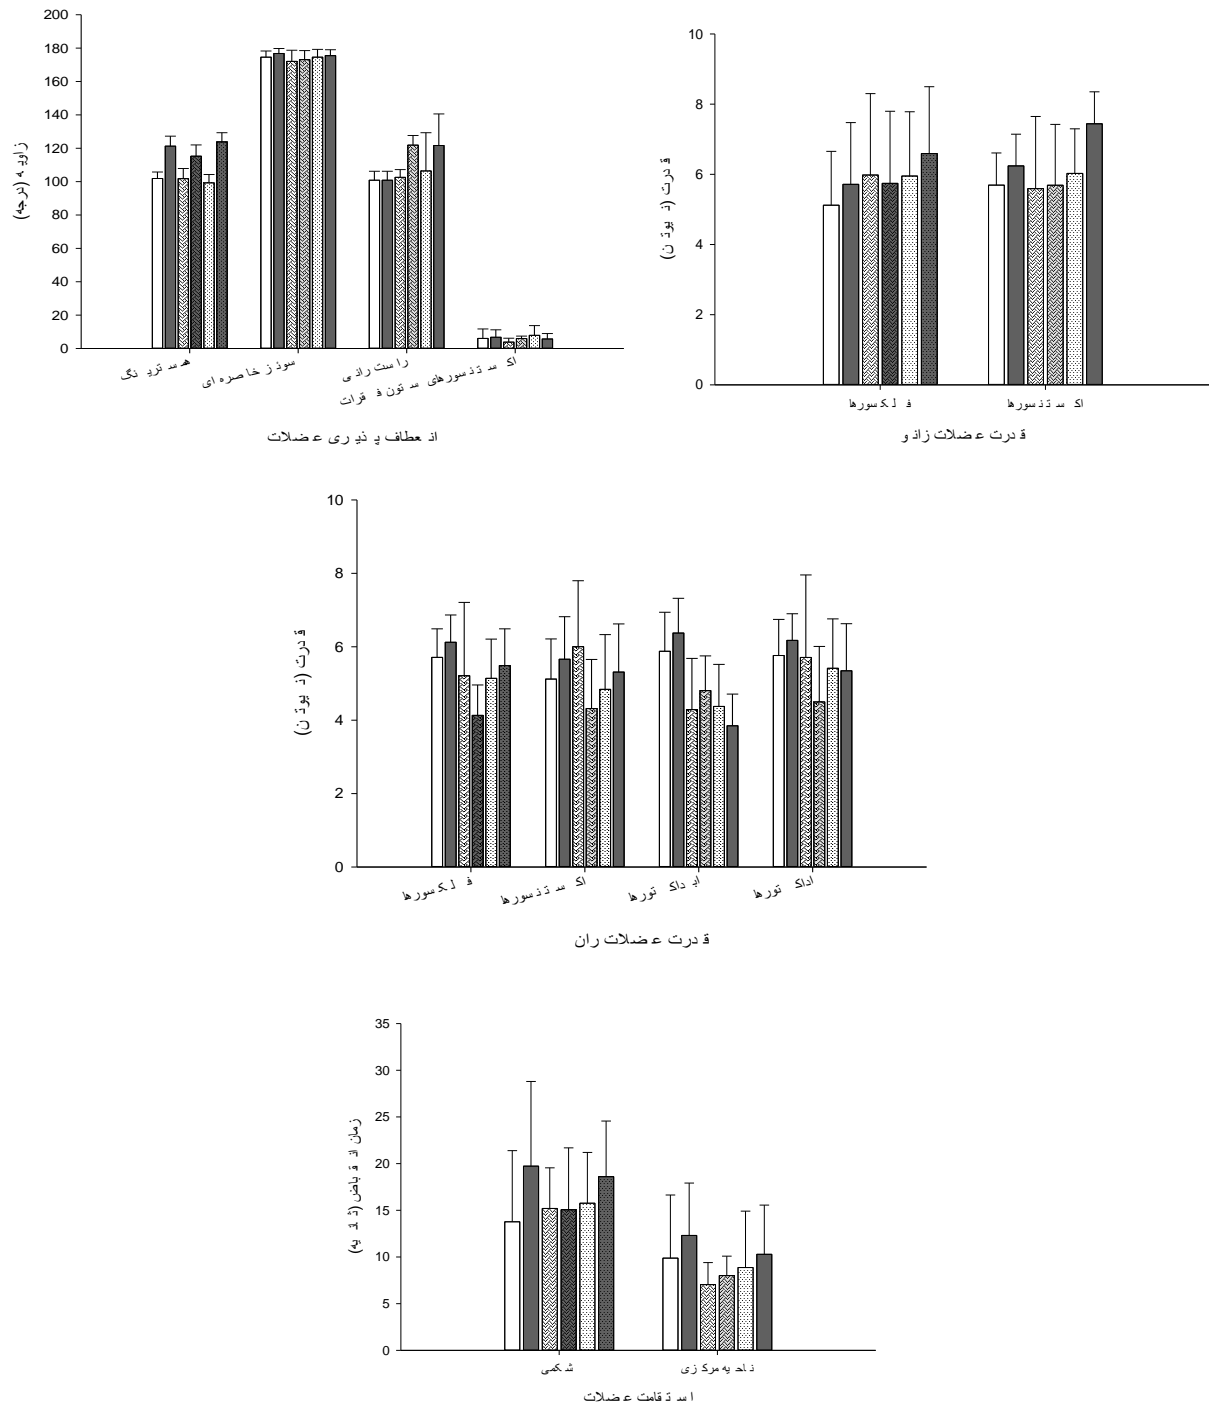 200
180
160
140
120
100
80
60
40
20
0
زاویه (درجه)
همسترینگ
سوئز خاصره ای
راست رانی
اکستنسورهای ستون فقرات
انعطاف پذیری عضلات
10
8
6
4
2
0
قدرت (نیوتن)
فلکسورها
اکستنسورها
قدرت عضلات زانو
10
8
6
4
2
0
قدرت (نیوتن)
فلکسورها
اکستنسورها
ابداکتورها
اداکتورها
قدرت عضلات ران
35
30
25
20
15
10
5
0
زمان انقباض (ثانیه)
شکمی
ناحیه مرکزی
استقامت عضلات